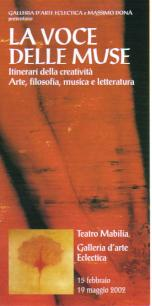 GALLERIA D'ARTE ECLECTICA e MASSIMO DONÀ
presentano
LA VOCE
DELLE MUSE
Itinerari della creatività
Arte, filosofia, musica e letteratura
Teatro Mabilia,
Galleria d'arte
Eclectica
15 febbraio
19 maggio 2002